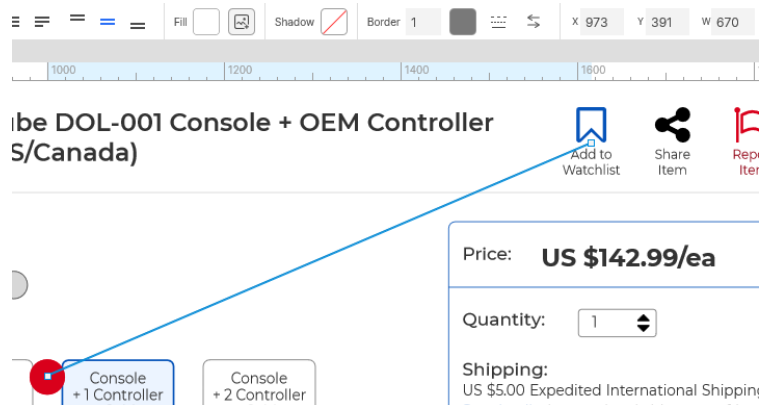 Fill
Shadow
Border 1
X 973
Y 391
W 670
1000
1200
1400
1600
be DOL-001 Console + OEM Controller
S/Canada)
Add to
Watchlist
Share
Item
Price: US $142.99/ea
Quantity: 1
Shipping:
US $5.00 Expedited International Shipping
Console
+ 1 Controller
Console
+ 2 Controller